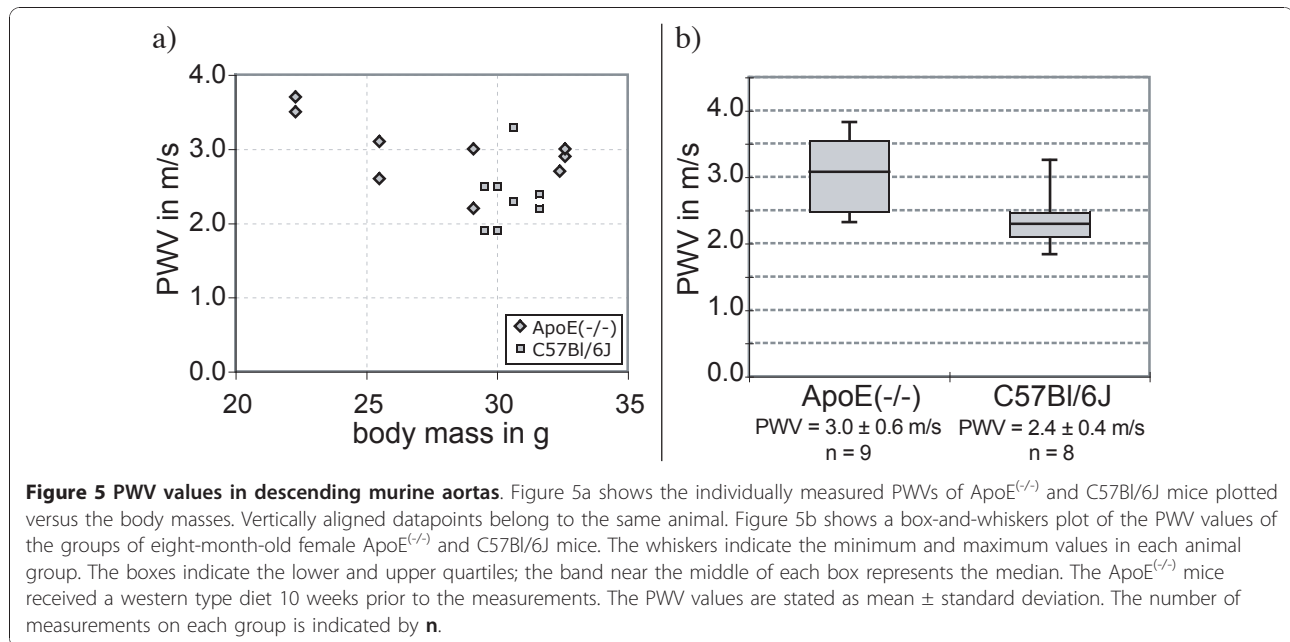 a)
4.0
3.0
2.0
1.0
0.0
PWV in m/s
20 25 30 35
body mass in g
ApoE(-/-)
C57Bl/6J
b)
4.0
3.0
2.0
1.0
0.0
PWV in m/s
ApoE(-/-) C57Bl/6J
PWV = 3.0 ± 0.6 m/s PWV = 2.4 ± 0.4 m/s
n = 9 n = 8
Figure 5 PWV values in descending murine aortas. Figure 5a shows the individually measured PWVs of ApoE(-/-) and C57Bl/6J mice plotted
versus the body masses. Vertically aligned datapoints belong to the same animal. Figure 5b shows a box-and-whiskers plot of the PWV values of
the groups of eight-month-old female ApoE(-/-) and C57Bl/6J mice. The whiskers indicate the minimum and maximum values in each animal
group. The boxes indicate the lower and upper quartiles; the band near the middle of each box represents the median. The ApoE(-/-) mice
received a western type diet 10 weeks prior to the measurements. The PWV values are stated as mean ± standard deviation. The number of
measurements on each group is indicated by n.